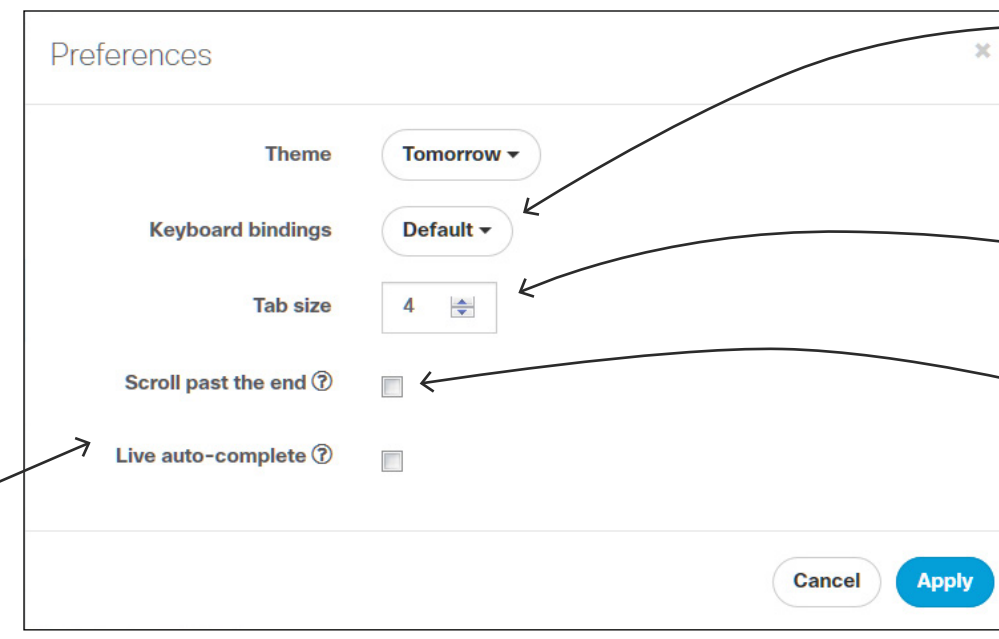 Preferences
Theme Tomorrow
Keyboard bindings Default
Tab size 4
Scroll past the end ?
Live auto-complete ?
Cancel Apply